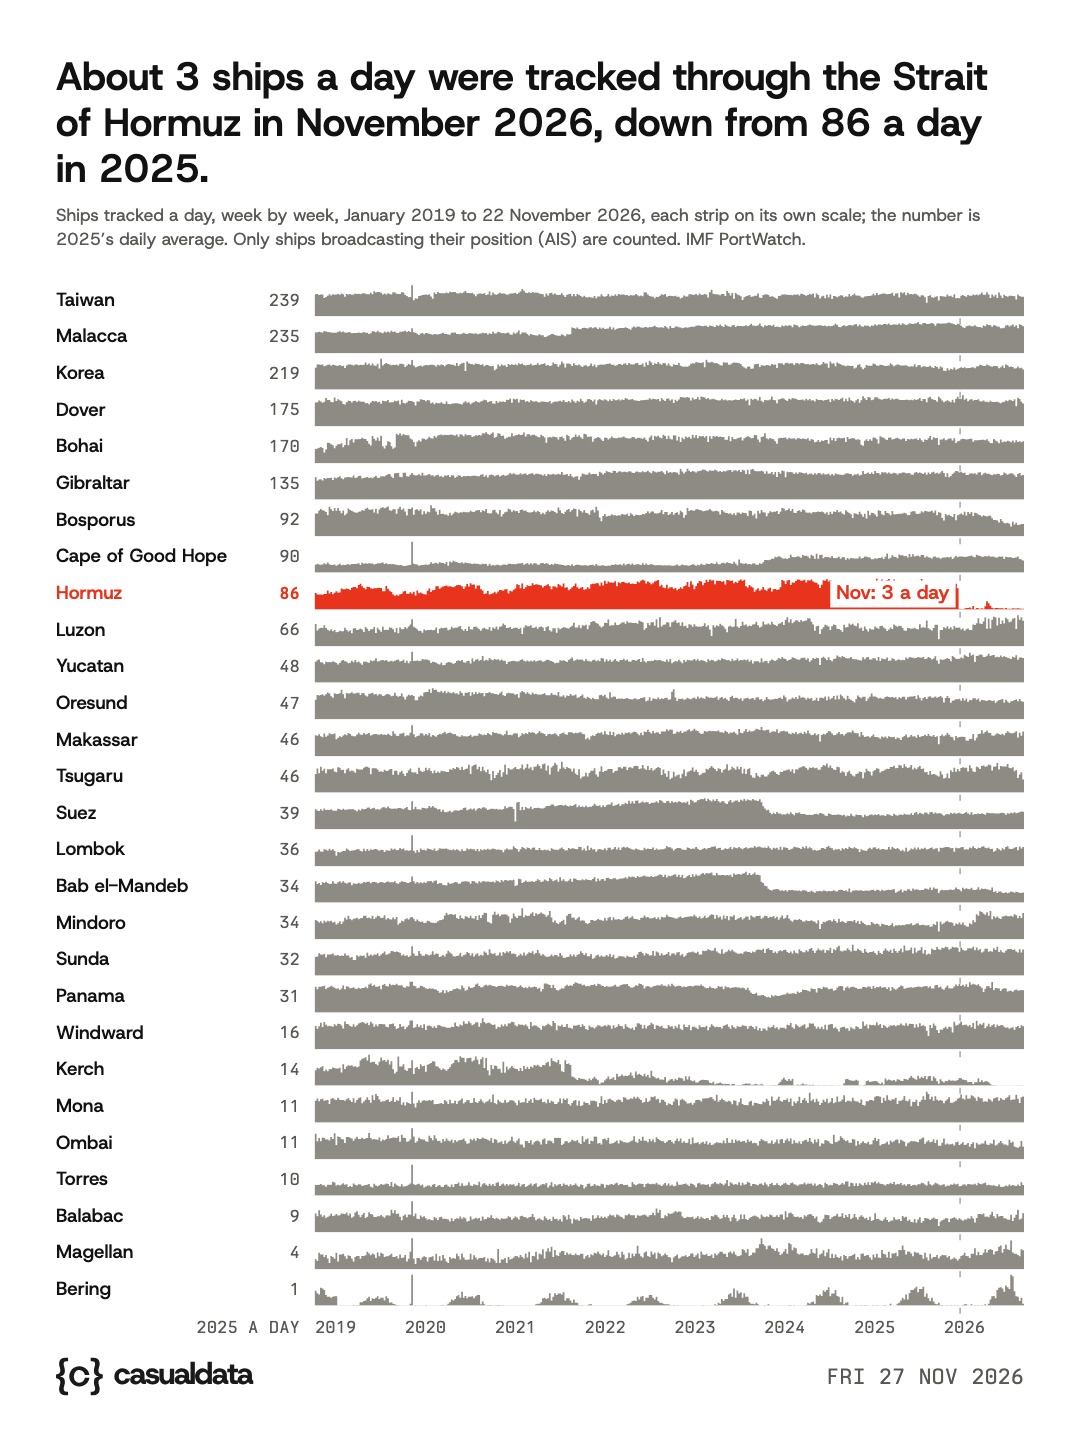 About 3 ships a day were tracked through the Strait
of Hormuz in November 2026, down from 86 a day
in 2025.
Ships tracked a day, week by week, January 2019 to 22 November 2026, each strip on its own scale; the number is
2025's daily average. Only ships broadcasting their position (AIS) are counted. IMF PortWatch.
Taiwan 239
Malacca 235
Korea 219
Dover 175
Bohai 170
Gibraltar 135
Bosporus 92
Cape of Good Hope 90
Hormuz 86 Nov: 3 a day
Luzon 66
Yucatan 48
Oresund 47
Makassar 46
Tsugaru 46
Suez 39
Lombok 36
Bab el-Mandeb 34
Mindoro 34
Sunda 32
Panama 31
Windward 16
Kerch 14
Mona 11
Ombai 11
Torres 10
Balabac 9
Magellan 4
Bering 1
2025 A DAY 2019 2020 2021 2022 2023 2024 2025 2026
{c} casualdata FRI 27 NOV 2026